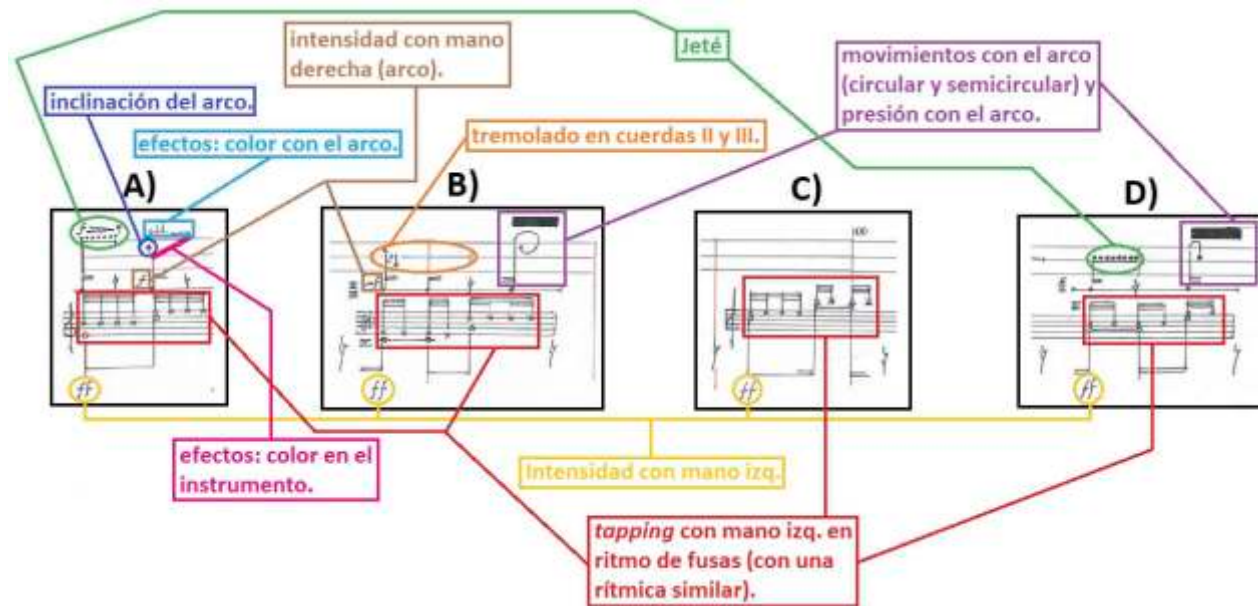 intensidad con mano
derecha (arco).
Jeté
movimientos con el arco
(circular y semicircular) y
presión con el arco.
inclinación del arco.
efectos: color con el arco.
tremolado en cuerdas II y III.
A)
B)
C)
D)
ff
ff
ff
ff
efectos: color en el
instrumento.
Intensidad con mano izq.
tapping con mano izq. en
ritmo de fusas (con una
rítmica similar).